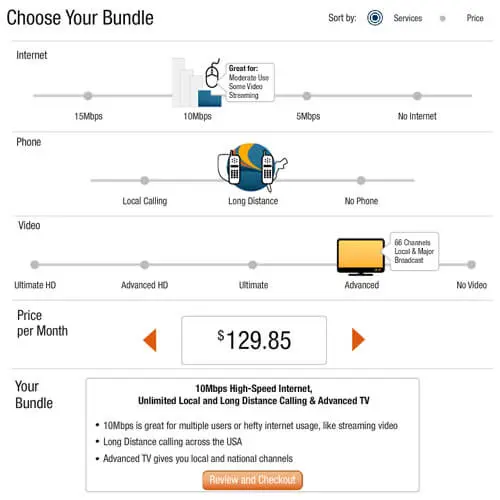 Choose Your Bundle
Sort by: Services Price
Internet
Great for:
Moderate Use
Some Video
Streaming
15Mbps 10Mbps 5Mbps No Internet
Phone
Local Calling Long Distance No Phone
Video
66 Channels
Local & Major
Broadcast
Ultimate HD Advanced HD Ultimate Advanced No Video
Price
per Month
$129.85
Your
Bundle
10Mbps High-Speed Internet,
Unlimited Local and Long Distance Calling & Advanced TV
• 10Mbps is great for multiple users or hefty internet usage, like streaming video
• Long Distance calling across the USA
• Advanced TV gives you local and national channels
Review and Checkout